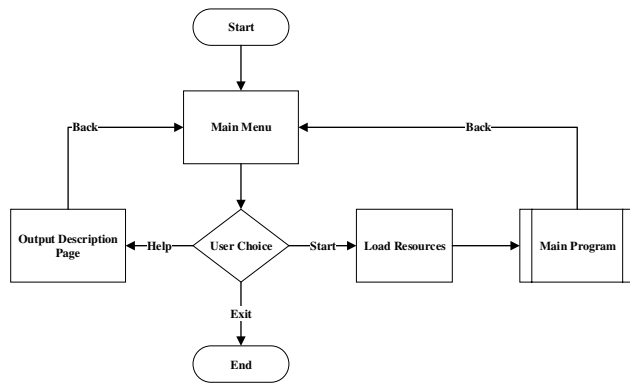 Start
Main Menu
Back
Back
Output Description
Page
Help
User Choice
Start
Load Resources
Main Program
Exit
End